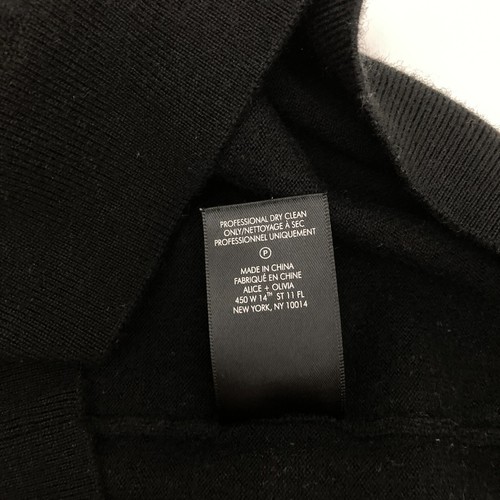 PROFESSIONAL DRY CLEAN
ONLY/NETTOYAGE À SEC
PROFESSIONNEL UNIQUEMENT
P
MADE IN CHINA
FABRIQUÉ EN CHINE
ALICE + OLIVIA
450 W 14TH ST 11 FL
NEW YORK, NY 10014